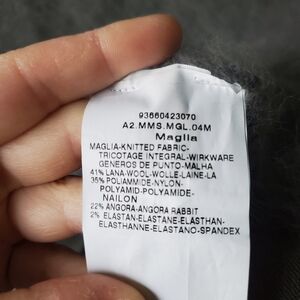 93660423070
A2.MMS.MGL.04M
Maglia
MAGLIA-KNITTED FABRIC-
TRICOTAGE INTEGRAL-WIRKWARE
GENEROS DE PUNTO-MALHA
41% LANA-WOOL-WOLLE-LAINE-LA
35% POLIAMMIDE-NYLON-
POLYAMID-POLYAMIDE-
NAILON
22% ANGORA-ANGORA RABBIT
2% ELASTAN-ELASTANE-ELASTHAN-
ELASTHANNE-ELASTANO-SPANDEX